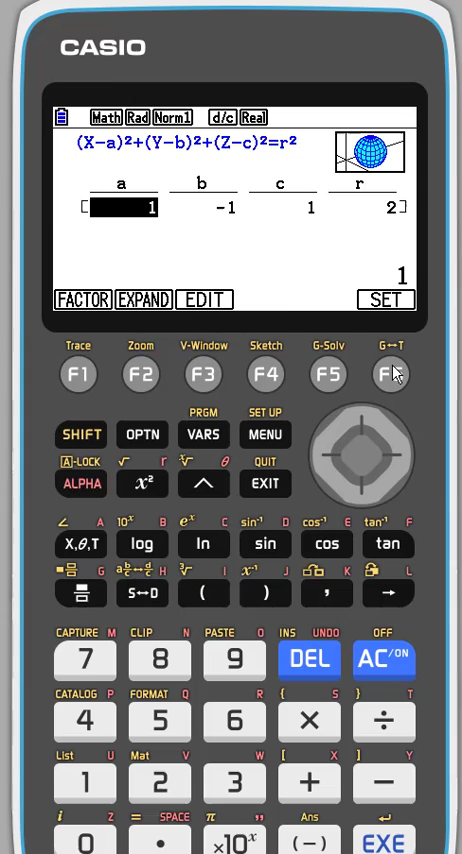 CASIO
Math Rad Norm1 d/c Real
(X-a)²+(Y-b)²+(Z-c)²=r²
a b c r
[ 1 -1 1 2]
1
FACTOR EXPAND EDIT SET
Trace Zoom V-Window Sketch G-Solv G↔T
F1 F2 F3 F4 F5 F
PRGM SET UP
SHIFT OPTN VARS MENU
A-LOCK √ r ˣ√ θ QUIT
ALPHA x² ^ EXIT
∠ A 10ˣ B eˣ C sin⁻¹ D cos⁻¹ E tan⁻¹ F
X,θ,T log ln sin cos tan
G a b/c↔d/c H ³√ I x⁻¹ J K L
S↔D ( ) , →
CAPTURE M CLIP N PASTE O INS UNDO OFF
7 8 9 DEL AC/ON
CATALOG P FORMAT Q R { S } T
4 5 6 × ÷
List U Mat V W [ X ] Y
1 2 3 + −
i Z = SPACE π " Ans ↵
0 • ×10ˣ (−) EXE